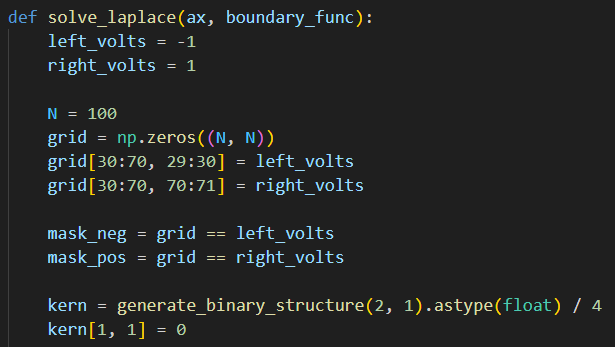 def solve_laplace(ax, boundary_func):
    left_volts = -1
    right_volts = 1

    N = 100
    grid = np.zeros((N, N))
    grid[30:70, 29:30] = left_volts
    grid[30:70, 70:71] = right_volts

    mask_neg = grid == left_volts
    mask_pos = grid == right_volts

    kern = generate_binary_structure(2, 1).astype(float) / 4
    kern[1, 1] = 0